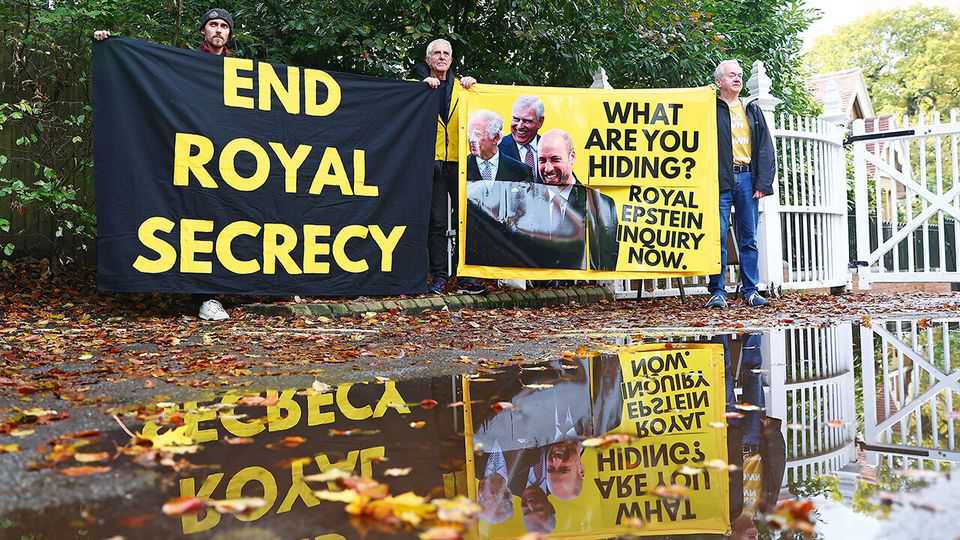 END
ROYAL
SECRECY
WHAT
ARE YOU
HIDING?
ROYAL
EPSTEIN
INQUIRY
NOW.